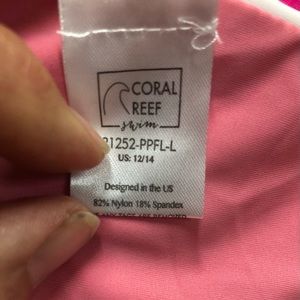 CORAL
REEF
swim
1252-PPFL-L
US: 12/14
Designed in the US
82% Nylon 18% Spandex